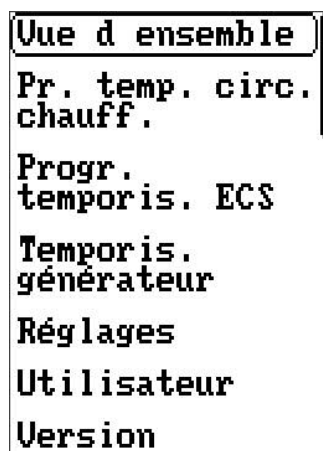 Vue d ensemble
Pr. temp. circ.
chauff.
Progr.
temporis. ECS
Temporis.
générateur
Réglages
Utilisateur
Version